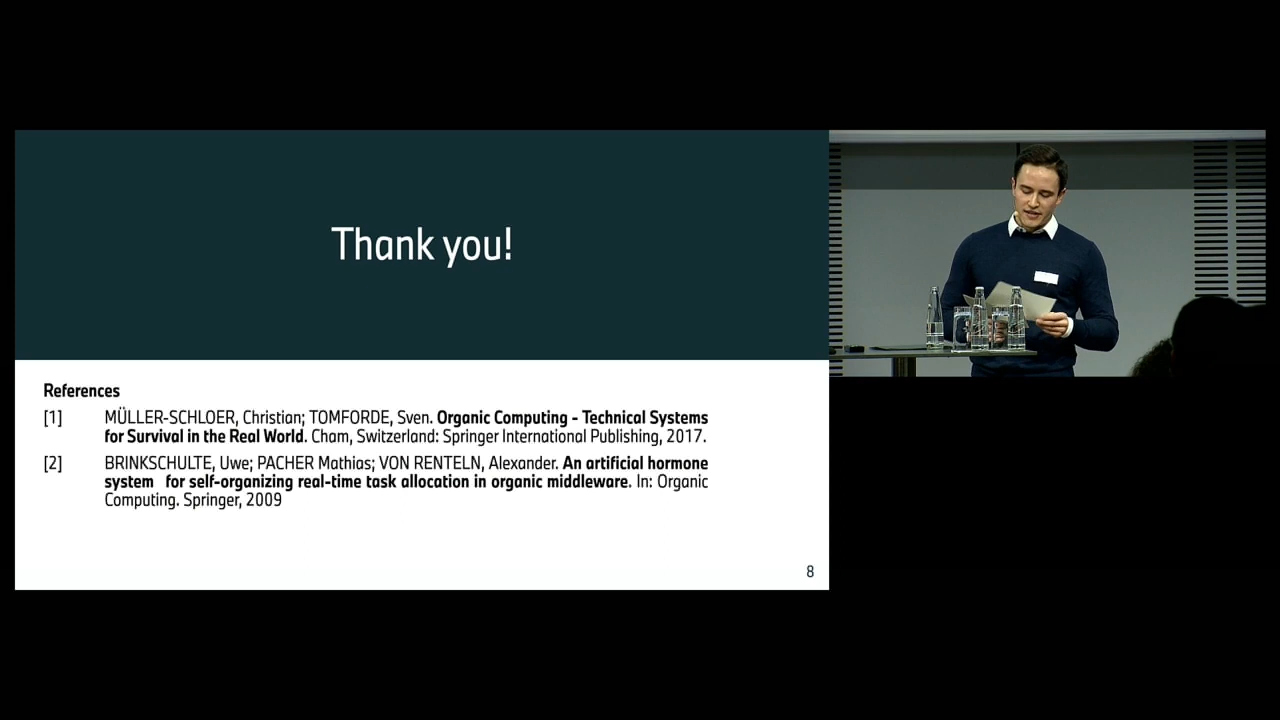 Thank you!
References
[1] MÜLLER-SCHLOER, Christian; TOMFORDE, Sven. Organic Computing - Technical Systems
for Survival in the Real World. Cham, Switzerland: Springer International Publishing, 2017.
[2] BRINKSCHULTE, Uwe; PACHER Mathias; VON RENTELN, Alexander. An artificial hormone
system for self-organizing real-time task allocation in organic middleware. In: Organic
Computing. Springer, 2009
8